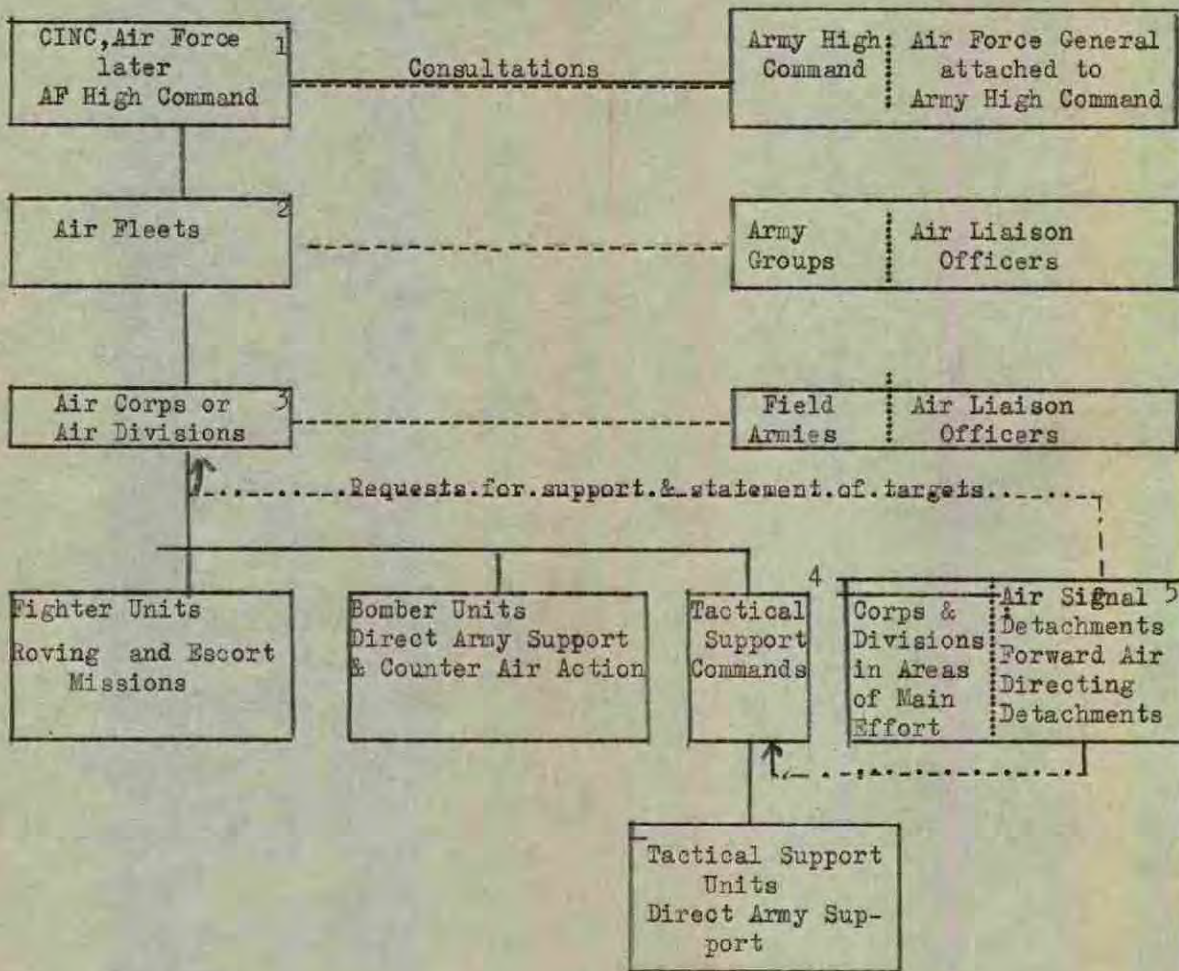 CINC,Air Force 1
later
AF High Command
Consultations
Army High Command
Air Force General
attached to
Army High Command
Air Fleets 2
Army
Groups
Air Liaison
Officers
Air Corps or 3
Air Divisions
Field
Armies
Air Liaison
Officers
Requests.for.support.&.statement.of.targets
Fighter Units
Roving and Escort
Missions
Bomber Units
Direct Army Support
& Counter Air Action
Tactical
Support
Commands
4
Corps &
Divisions
in Areas
of Main
Effort
Air Signal 5
Detachments
Forward Air
Directing
Detachments
Tactical Support
Units
Direct Army Sup-
port